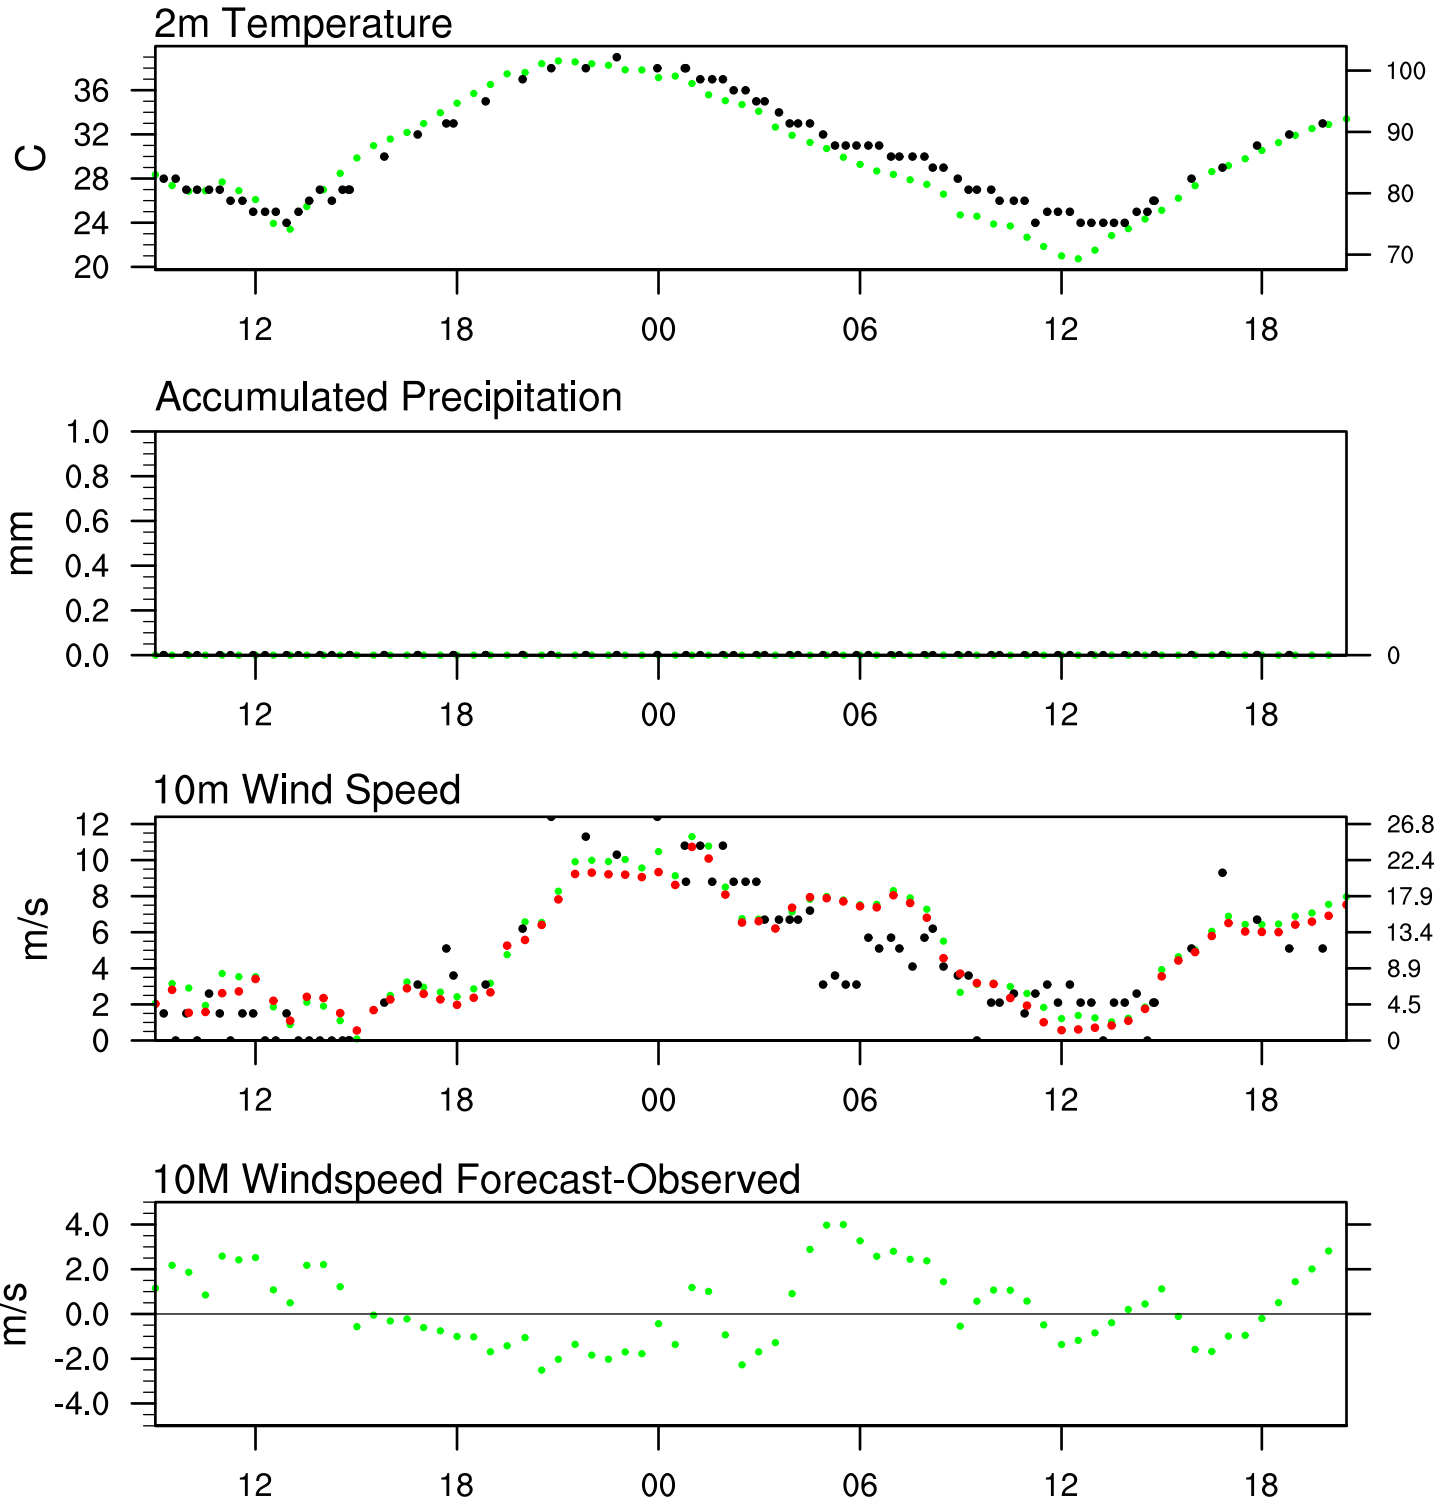 2m Temperature
C
36
32
28
24
20
100
90
80
70
12 18 00 06 12 18
Accumulated Precipitation
mm
1.0
0.8
0.6
0.4
0.2
0.0
0
12 18 00 06 12 18
10m Wind Speed
m/s
12
10
8
6
4
2
0
26.8
22.4
17.9
13.4
8.9
4.5
0
12 18 00 06 12 18
10M Windspeed Forecast-Observed
m/s
4.0
2.0
0.0
-2.0
-4.0
12 18 00 06 12 18